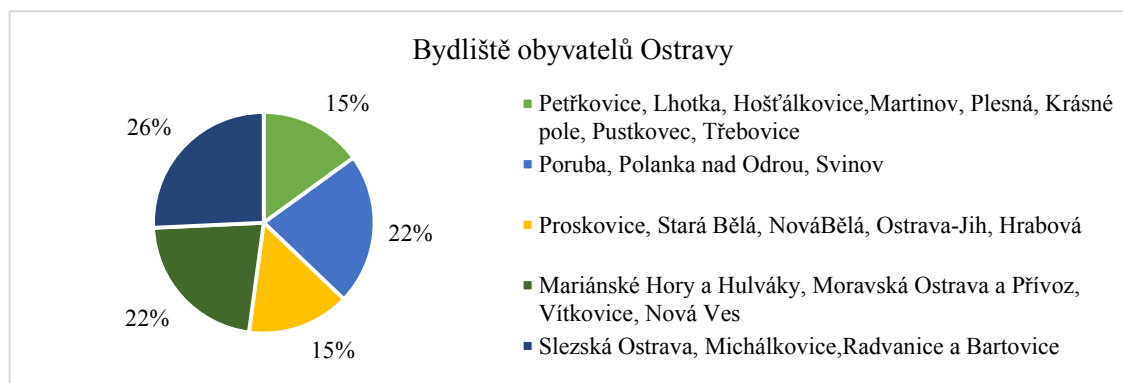 Bydliště obyvatelů Ostravy
15%
26%
22%
22%
15%
Petřkovice, Lhotka, Hošťálkovice,Martinov, Plesná, Krásné
pole, Pustkovec, Třebovice
Poruba, Polanka nad Odrou, Svinov
Proskovice, Stará Bělá, NováBělá, Ostrava-Jih, Hrabová
Mariánské Hory a Hulváky, Moravská Ostrava a Přívoz,
Vítkovice, Nová Ves
Slezská Ostrava, Michálkovice,Radvanice a Bartovice